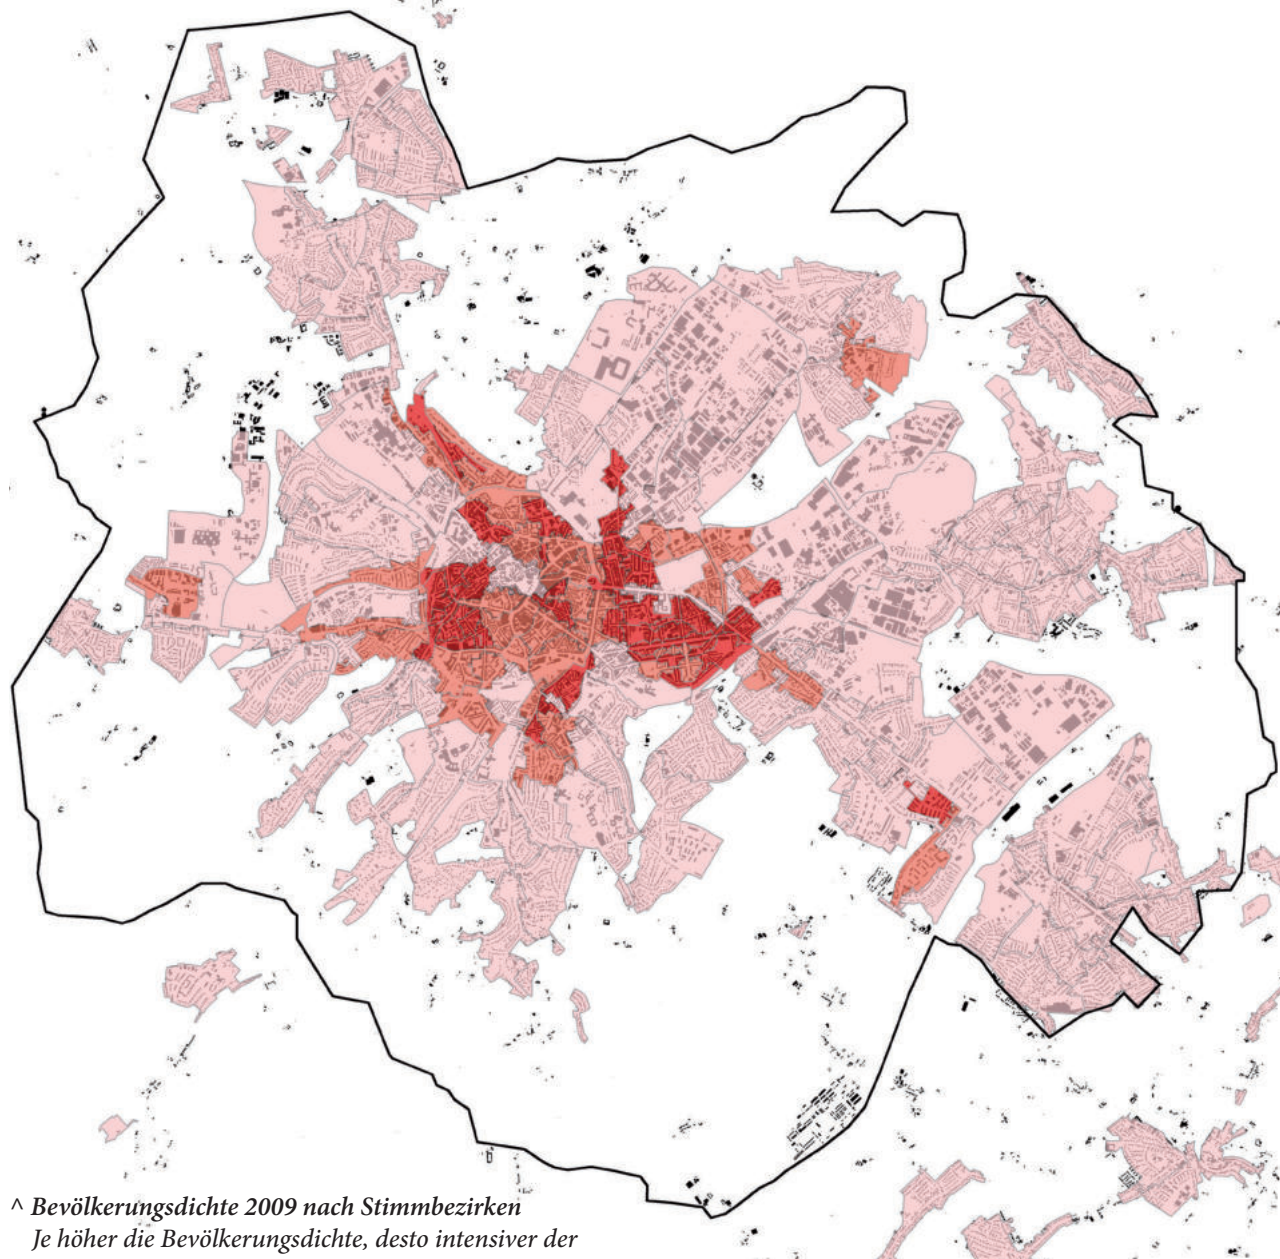 ^ Bevölkerungsdichte 2009 nach Stimmbezirken
Je höher die Bevölkerungsdichte, desto intensiver der